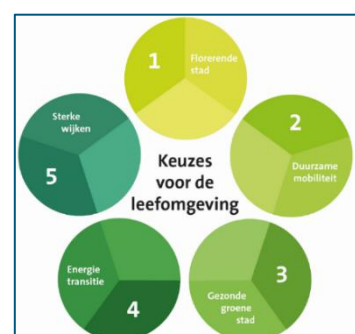 1
Florerende
stad
2
Duurzame
mobiliteit
3
Gezonde
groene
stad
4
Energie
transitie
5
Sterke
wijken
Keuzes
voor de
leefomgeving